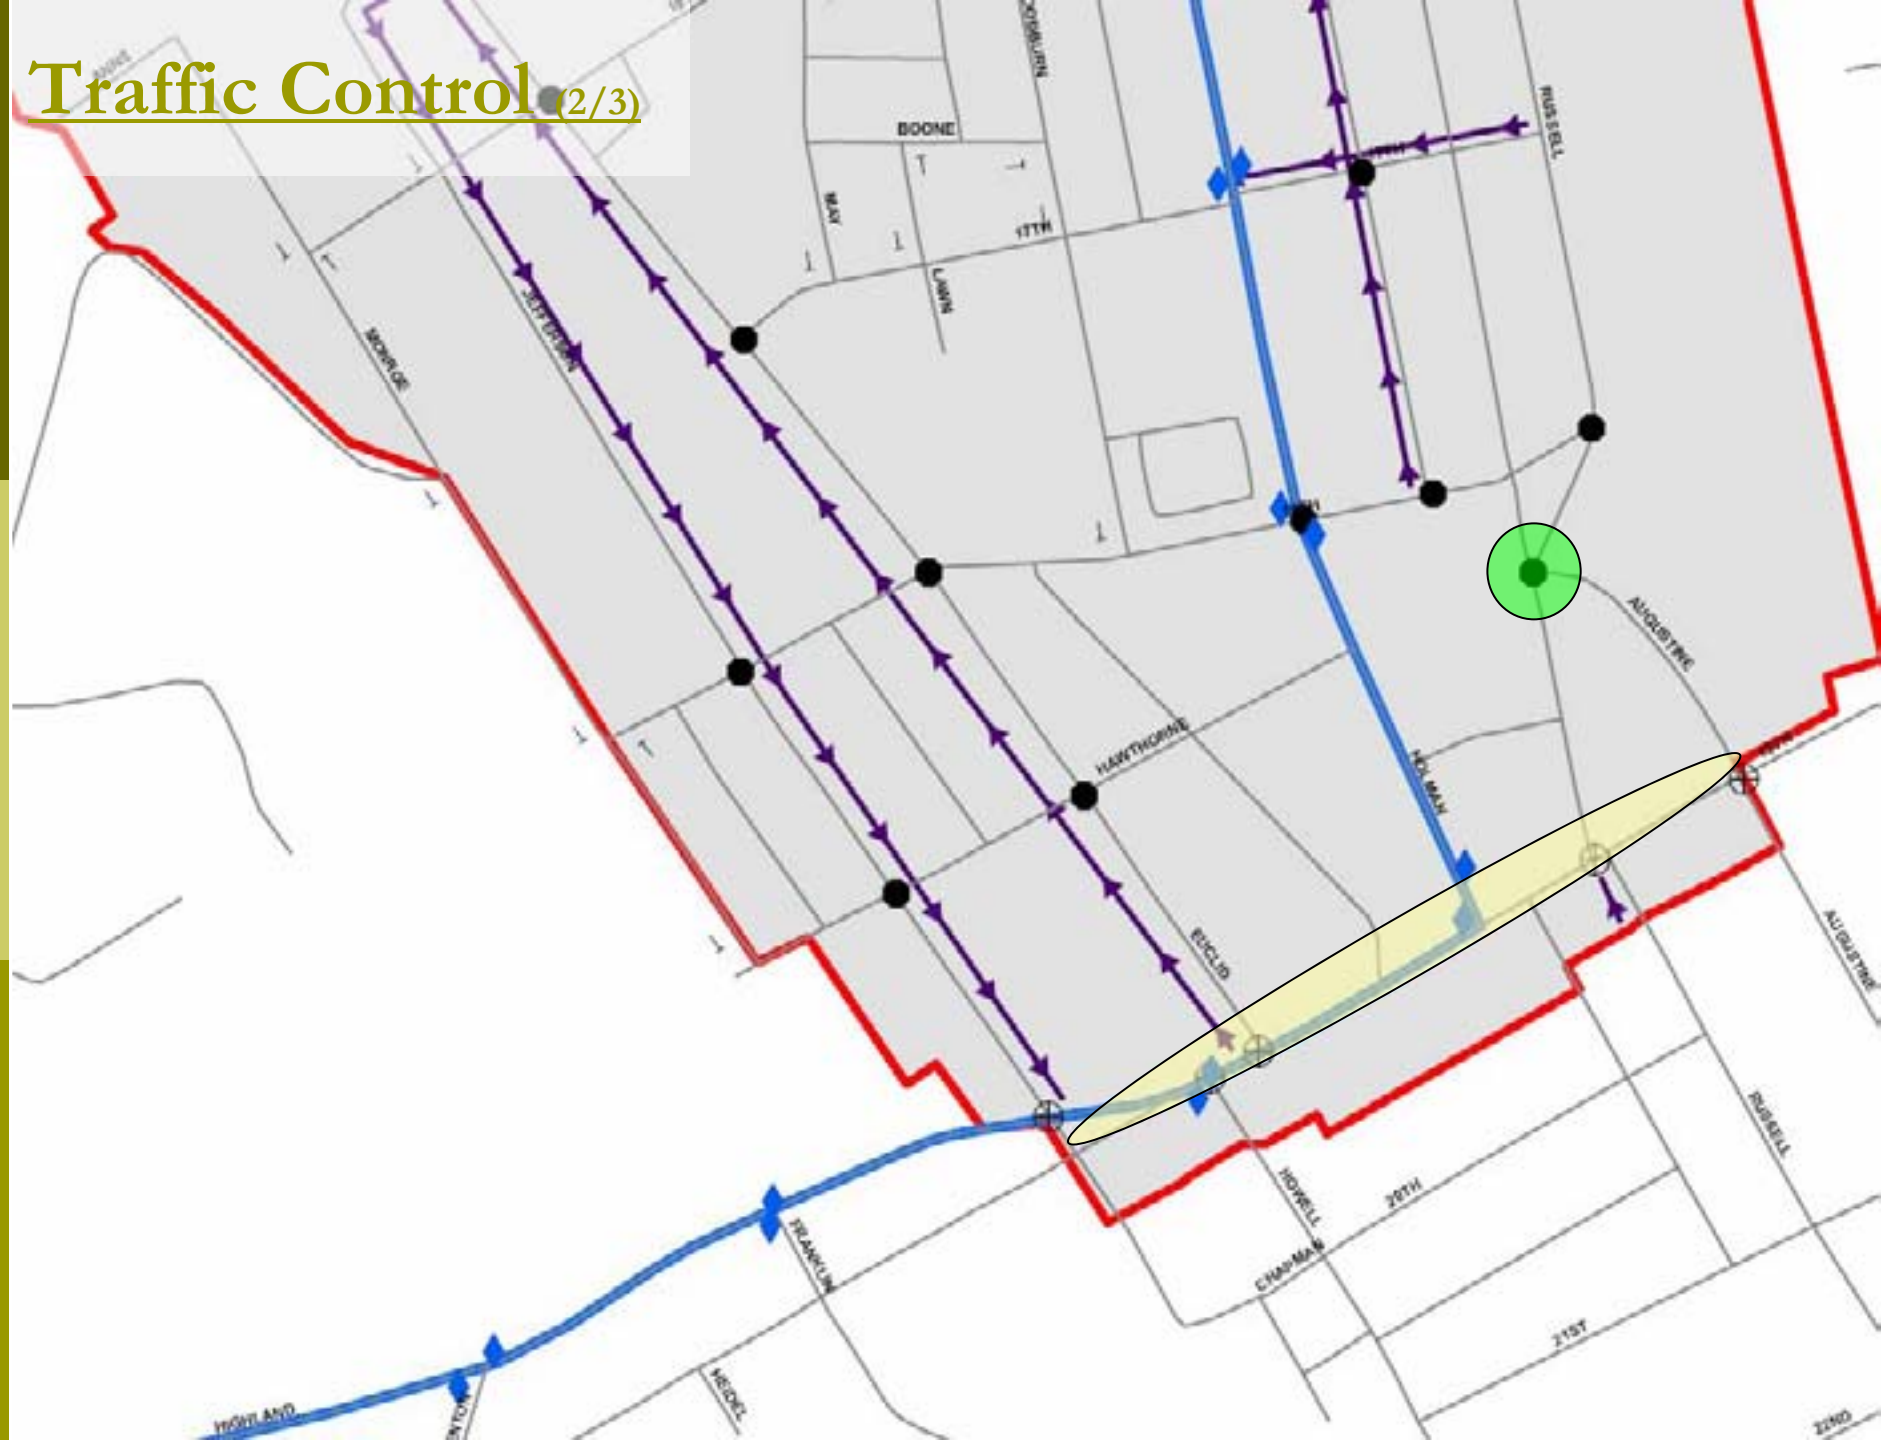 Traffic Control (2/3)
RUSSELL
BOONE
MAY
17TH
LAWN
JEFFERSON
MONROE
AUGUSTINE
HAWTHORNE
HOLMAN
EUCLID
AUGUSTINE
RUSSELL
HOWELL
20TH
FRANKLIN
CHAPMAN
21ST
HEIDEL
HIGHLAND
22ND